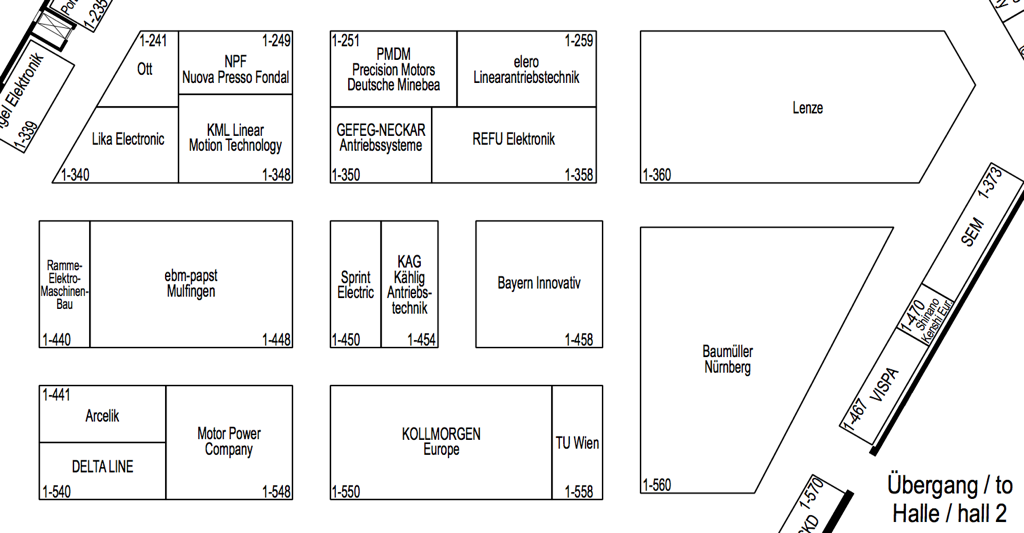 1-235
1-241
Ott
1-249
NPF
Nuova Presso Fondal
Lika Electronic
1-340
KML Linear
Motion Technology
1-348
1-251
PMDM
Precision Motors
Deutsche Minebea
1-259
elero
Linearantriebstechnik
GEFEG-NECKAR
Antriebssysteme
1-350
REFU Elektronik
1-358
Lenze
1-360
Elektronik
1-339
1-373
SEM
Ramme-
Elektro-
Maschinen-
Bau
1-440
ebm-papst
Mulfingen
1-448
Sprint
Electric
1-450
KAG
Kählig
Antriebs-
technik
1-454
Bayern Innovativ
1-458
Baumüller
Nürnberg
1-560
1-470
Shinano
Kenshi Eur.
VISPA
1-467
1-441
Arcelik
DELTA LINE
1-540
Motor Power
Company
1-548
KOLLMORGEN
Europe
1-550
TU Wien
1-558
1-570
Übergang / to
Halle / hall 2